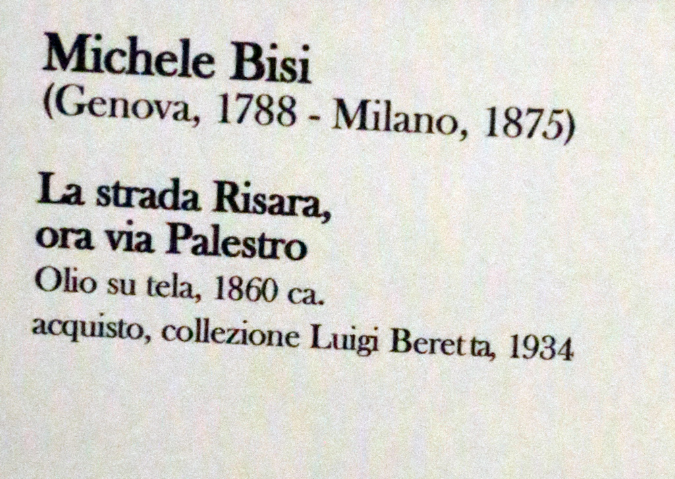 Michele Bisi
(Genova, 1788 - Milano, 1875)
La strada Risara,
ora via Palestro
Olio su tela, 1860 ca.
acquisto, collezione Luigi Beretta, 1934